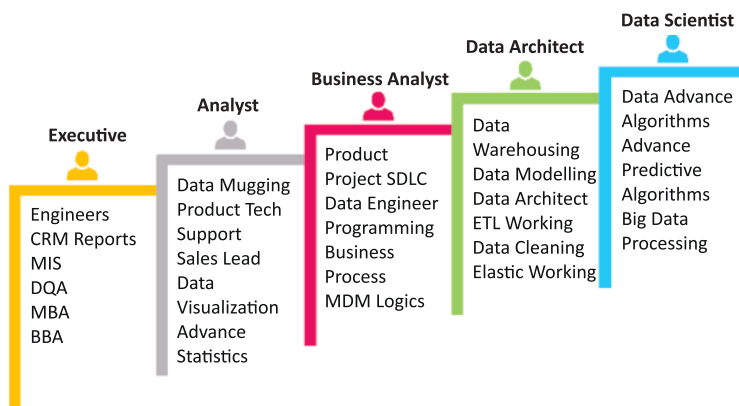 Executive
Engineers
CRM Reports
MIS
DQA
MBA
BBA
Analyst
Data Mugging
Product Tech
Support
Sales Lead
Data
Visualization
Advance
Statistics
Business Analyst
Product
Project SDLC
Data Engineer
Programming
Business
Process
MDM Logics
Data Architect
Data
Warehousing
Data Modelling
Data Architect
ETL Working
Data Cleaning
Elastic Working
Data Scientist
Data Advance
Algorithms
Advance
Predictive
Algorithms
Big Data
Processing